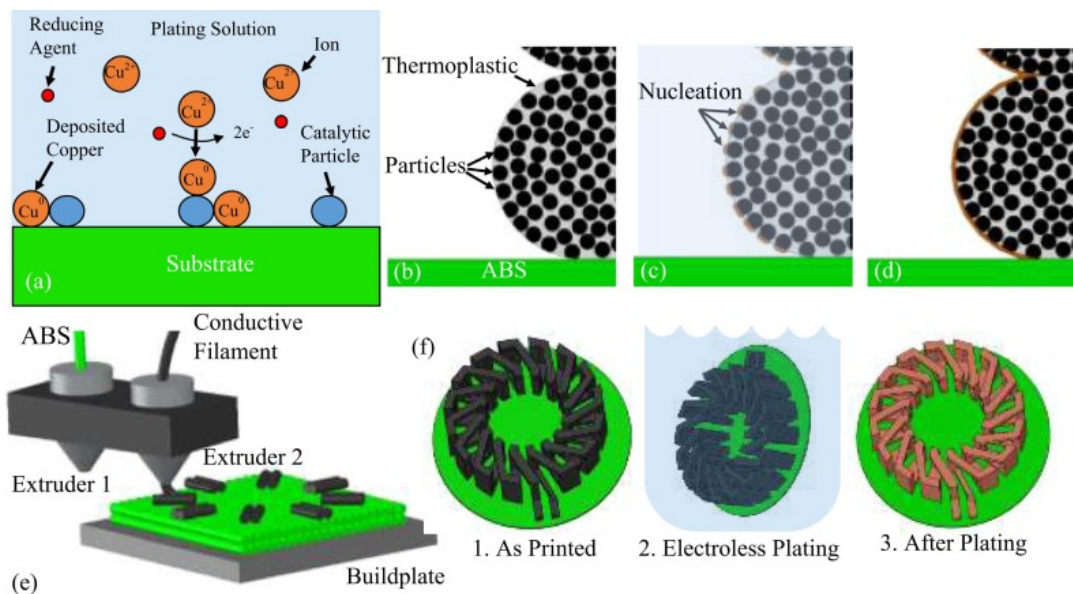 Reducing
Agent
Plating Solution
Ion
Cu2+
Cu2+
Cu2+
2e-
Deposited
Copper
Catalytic
Particle
Cu0
Cu0
Cu0
Substrate
(a)
Thermoplastic
Particles
(b)
ABS
Nucleation
(c)
(d)
ABS
Conductive
Filament
Extruder 1
Extruder 2
Buildplate
(e)
(f)
1. As Printed
2. Electroless Plating
3. After Plating